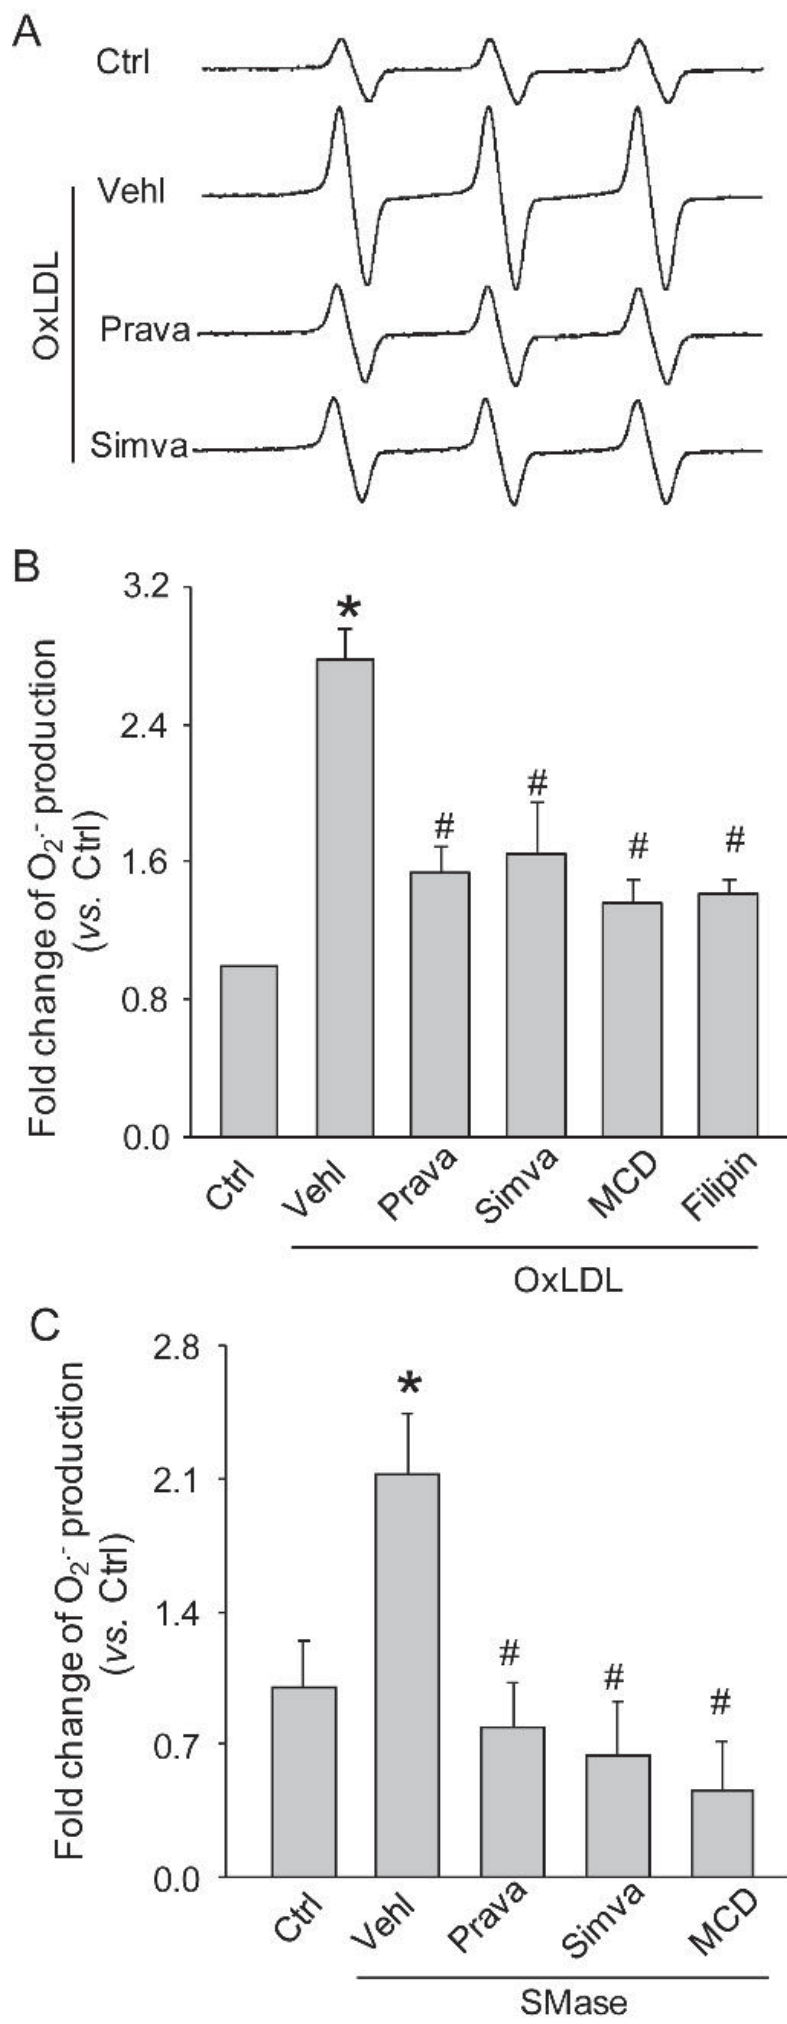 A
Ctrl
Vehl
OxLDL
Prava
Simva
B
Fold change of O₂·⁻ production
(vs. Ctrl)
3.2
2.4
1.6
0.8
0.0
*
#
#
#
#
Ctrl
Vehl
Prava
Simva
MCD
Filipin
OxLDL
C
Fold change of O₂·⁻ production
(vs. Ctrl)
2.8
2.1
1.4
0.7
0.0
*
#
#
#
Ctrl
Vehl
Prava
Simva
MCD
SMase